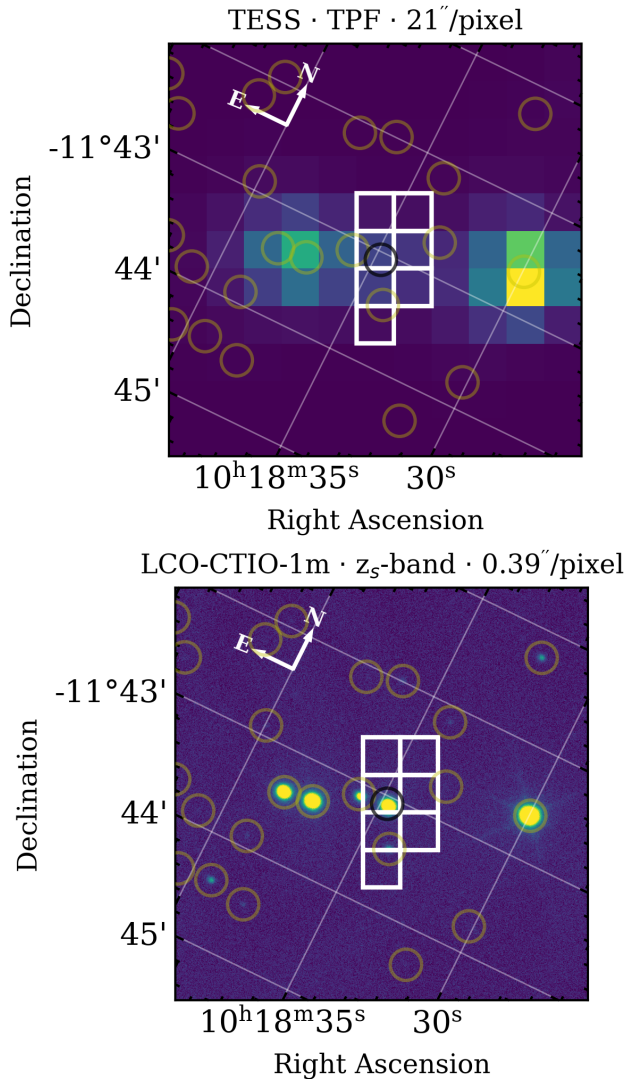 TESS · TPF · 21″/pixel
N
E
-11°43'
44'
45'
Declination
10ʰ18ᵐ35ˢ
30ˢ
Right Ascension
LCO-CTIO-1m · zₛ-band · 0.39″/pixel
N
E
-11°43'
44'
45'
Declination
10ʰ18ᵐ35ˢ
30ˢ
Right Ascension